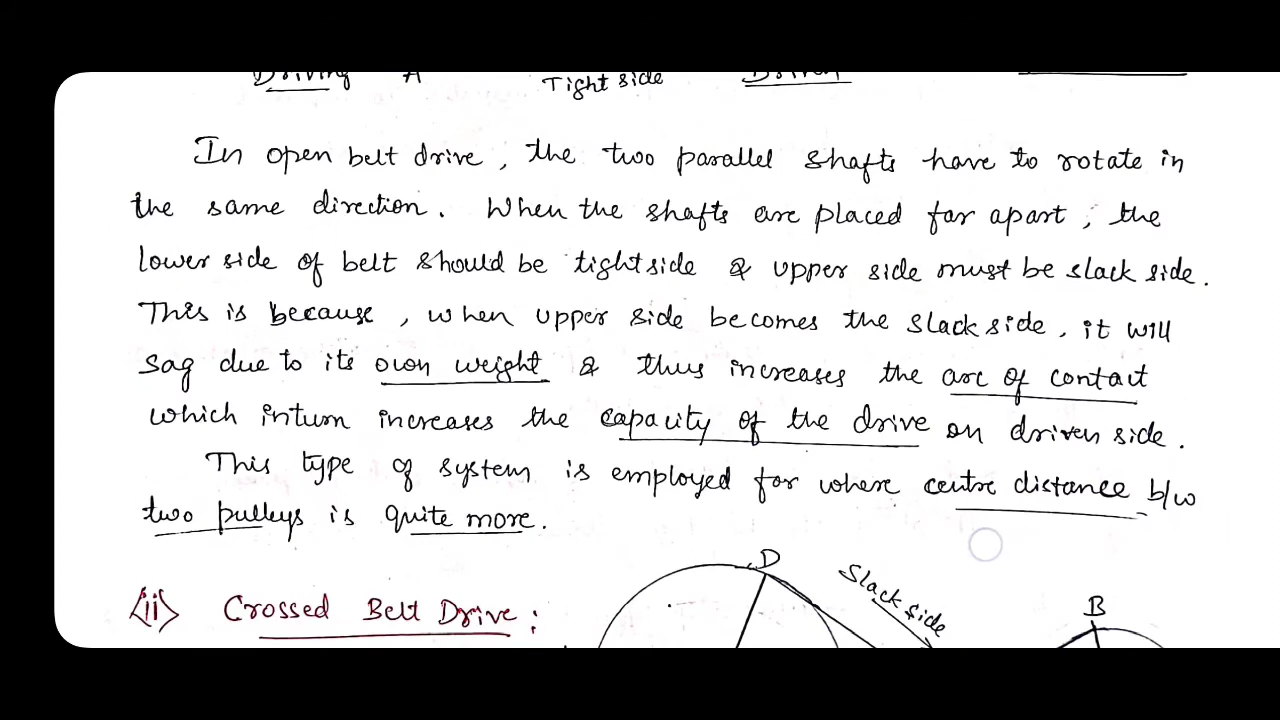 Driving A Tight side Driven
In open belt drive, the two parallel shafts have to rotate in
the same direction. When the shafts are placed far apart, the
lower side of belt should be tight side & upper side must be slack side.
This is because, when upper side becomes the slack side, it will
sag due to its own weight & thus increases the arc of contact
which inturn increases the capacity of the drive on driven side.
This type of system is employed for where centre distance b/w
two pulleys is quite more.
D
Slack side
B
(ii) Crossed Belt Drive :